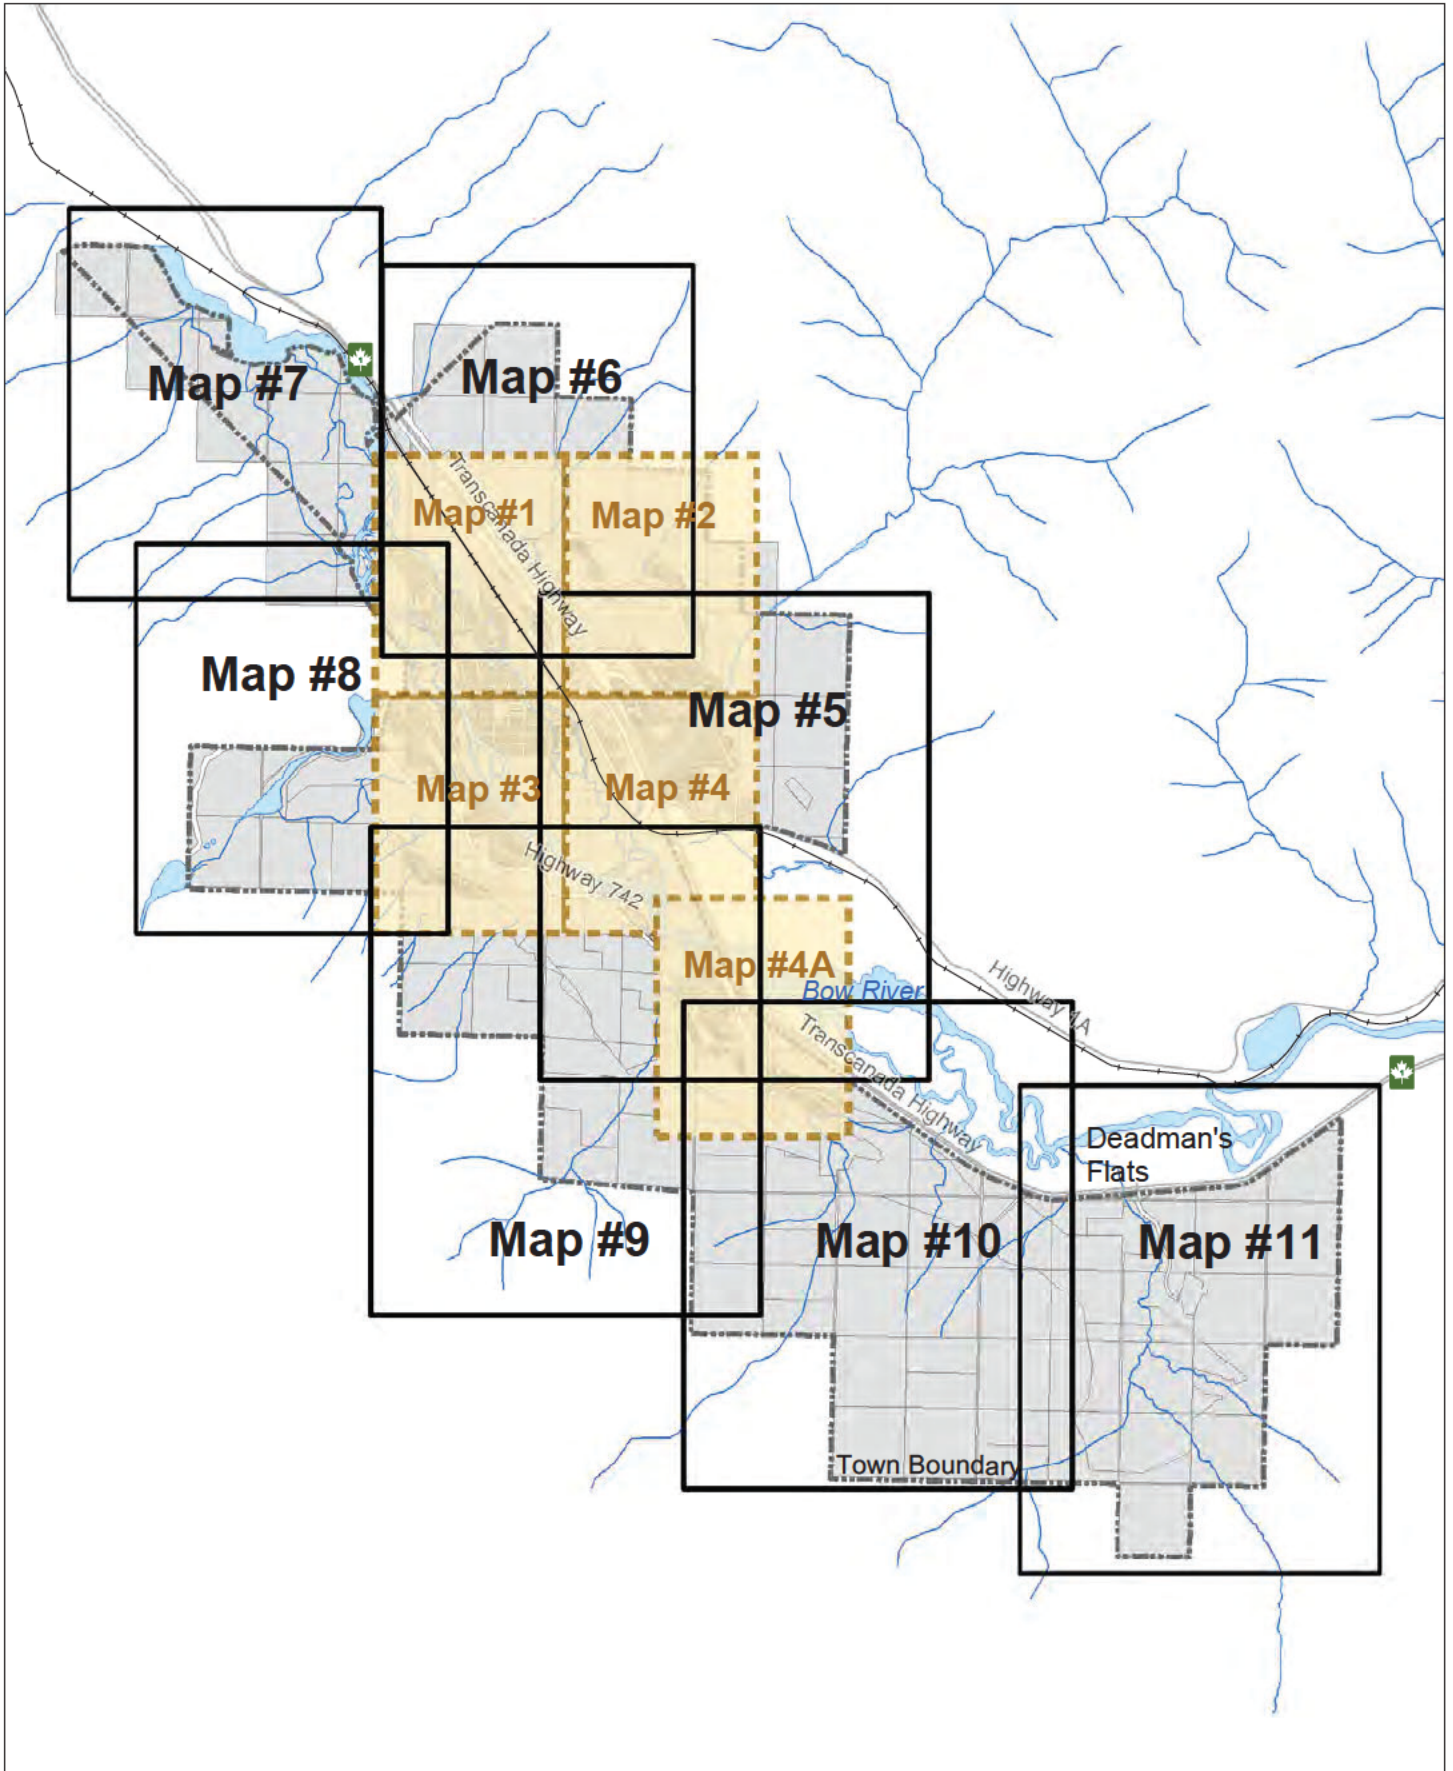 Map #7
Map #6
Transcanada Highway
Map #1
Map #2
Map #8
Map #5
Map #3
Map #4
Highway 742
Map #4A
Bow River
Highway 1A
Transcanada Highway
Deadman's
Flats
Map #9
Map #10
Map #11
Town Boundary